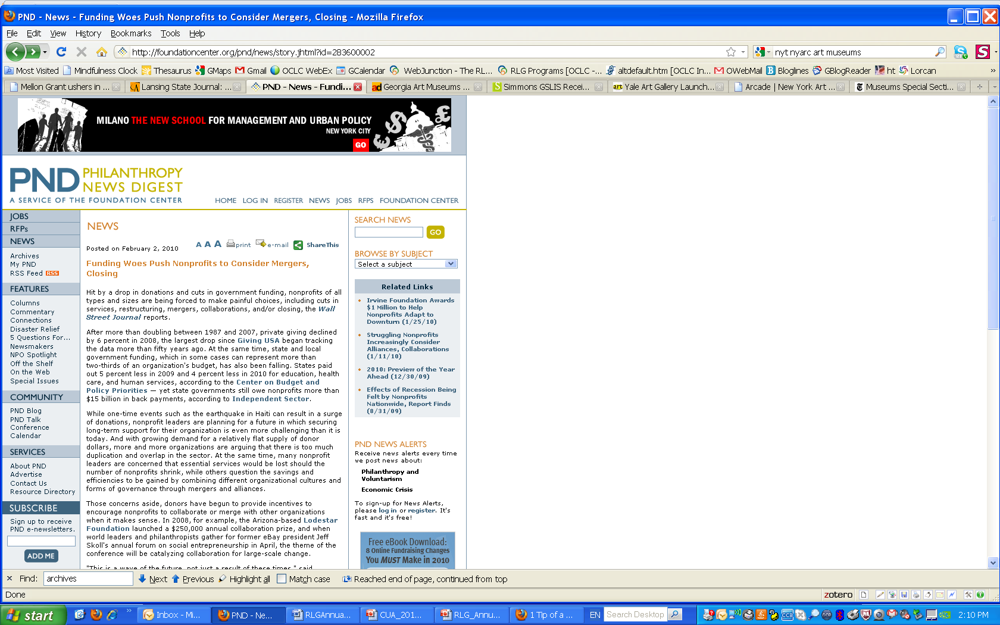 PND - News - Funding Woes Push Nonprofits to Consider Mergers, Closing - Mozilla Firefox
File Edit View History Bookmarks Tools Help
http://foundationcenter.org/pnd/news/story.jhtml?id=283600002
nyt nyarc art museums
Most Visited Mindfulness Clock Thesaurus GMaps Gmail OCLC WebEx GCalendar WebJunction - The RL... RLG Programs [OCLC -... altdefault.htm [OCLC In... OWebMail Bloglines GBlogReader ht Lorcan »
Mellon Grant ushers in ... Lansing State Journal: ... PND - News - Fundi... Georgia Art Museums ... Simmons GSLIS Recei... Yale Art Gallery Launch... Arcade | New York Art ... Museums Special Secti...
MILANO THE NEW SCHOOL FOR MANAGEMENT AND URBAN POLICY
NEW YORK CITY
GO
PND PHILANTHROPY
NEWS DIGEST
A SERVICE OF THE FOUNDATION CENTER
HOME LOG IN REGISTER NEWS JOBS RFPS FOUNDATION CENTER
JOBS
RFPs
NEWS
Archives
My PND
RSS Feed RSS
FEATURES
Columns
Commentary
Connections
Disaster Relief
5 Questions For...
Newsmakers
NPO Spotlight
Off the Shelf
On the Web
Special Issues
COMMUNITY
PND Blog
PND Talk
Conference
Calendar
SERVICES
About PND
Advertise
Contact Us
Resource Directory
SUBSCRIBE
Sign up to receive
PND e-newsletters.
ADD ME
NEWS
Posted on February 2, 2010
A A A print e-mail ShareThis
Funding Woes Push Nonprofits to Consider Mergers,
Closing
Hit by a drop in donations and cuts in government funding, nonprofits of all
types and sizes are being forced to make painful choices, including cuts in
services, restructuring, mergers, collaborations, and/or closing, the Wall
Street Journal reports.
After more than doubling between 1987 and 2007, private giving declined
by 6 percent in 2008, the largest drop since Giving USA began tracking
the data more than fifty years ago. At the same time, state and local
government funding, which in some cases can represent more than
two-thirds of an organization's budget, has also been falling. States paid
out 5 percent less in 2009 and 4 percent less in 2010 for education, health
care, and human services, according to the Center on Budget and
Policy Priorities — yet state governments still owe nonprofits more than
$15 billion in back payments, according to Independent Sector.
While one-time events such as the earthquake in Haiti can result in a surge
of donations, nonprofit leaders are planning for a future in which securing
long-term support for their organization is even more challenging than it is
today. And with growing demand for a relatively flat supply of donor
dollars, more and more organizations are arguing that there is too much
duplication and overlap in the sector. At the same time, many nonprofit
leaders are concerned that essential services would be lost should the
number of nonprofits shrink, while others question the savings and
efficiencies to be gained by combining different organizational cultures and
forms of governance through mergers and alliances.
Those concerns aside, donors have begun to provide incentives to
encourage nonprofits to collaborate or merge with other organizations
when it makes sense. In 2008, for example, the Arizona-based Lodestar
Foundation launched a $250,000 annual collaboration prize, and when
world leaders and philanthropists gather for former eBay president Jeff
Skoll's annual forum on social entrepreneurship in April, the theme of the
conference will be catalyzing collaboration for large-scale change.
"This is a wave of the future, not just a result of these times," said
SEARCH NEWS
GO
BROWSE BY SUBJECT
Select a subject
Related Links
Irvine Foundation Awards
$1 Million to Help
Nonprofits Adapt to
Downturn (1/25/10)
Struggling Nonprofits
Increasingly Consider
Alliances, Collaborations
(1/11/10)
2010: Preview of the Year
Ahead (12/30/09)
Effects of Recession Being
Felt by Nonprofits
Nationwide, Report Finds
(8/31/09)
PND NEWS ALERTS
Receive news alerts every time
we post news about:
Philanthropy and
Voluntarism
Economic Crisis
To sign-up for News Alerts,
please log in or register. It's
fast and it's free!
Free eBook Download:
8 Online Fundraising Changes
You MUST Make in 2010
Find: archives Next Previous Highlight all Match case Reached end of page, continued from top
Done
zotero
start » Inbox - Mi... PND - Ne... RLGAnnua... CUA_201... RLG_Annu... 1 Tip of a ... EN Search Desktop 2:10 PM